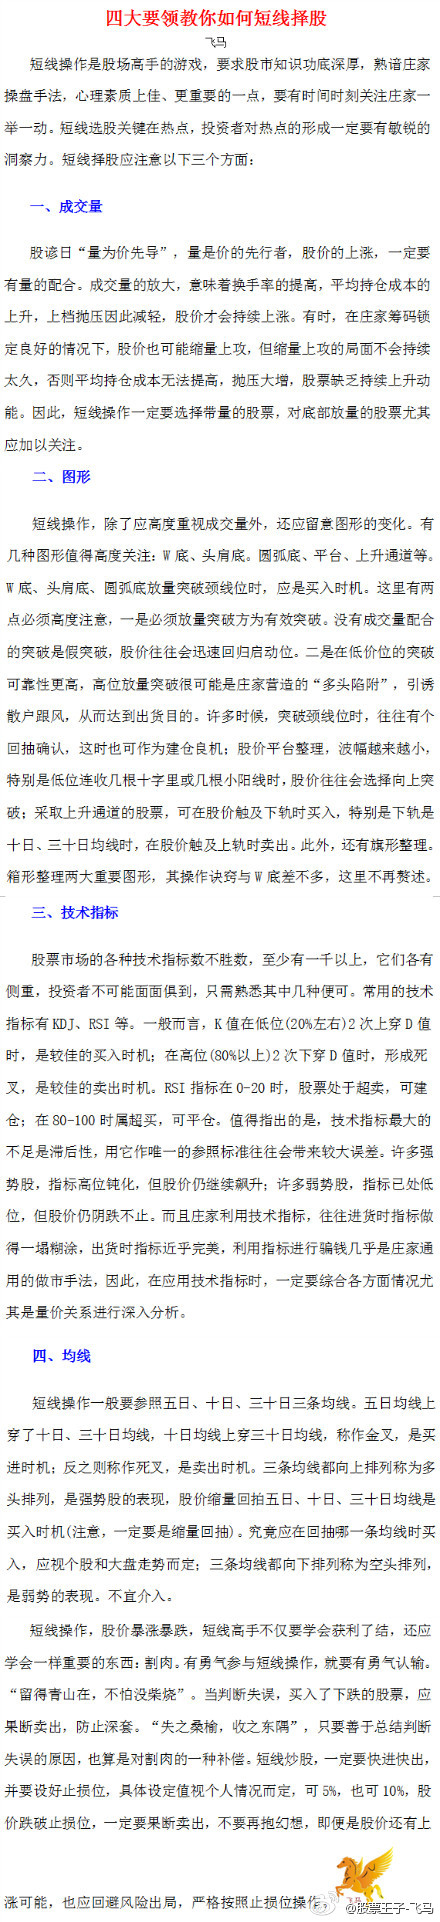 四大要领教你如何短线择股
飞马
短线操作是股场高手的游戏，要求股市知识功底深厚，熟谙庄家
操盘手法，心理素质上佳、更重要的一点，要有时间时刻关注庄家一
举一动。短线选股关键在热点，投资者对热点的形成一定要有敏锐的
洞察力。短线择股应注意以下三个方面：
一、成交量
股谚日“量为价先导”，量是价的先行者，股价的上涨，一定要
有量的配合。成交量的放大，意味着换手率的提高，平均持仓成本的
上升，上档抛压因此减轻，股价才会持续上涨。有时，在庄家筹码锁
定良好的情况下，股价也可能缩量上攻，但缩量上攻的局面不会持续
太久，否则平均持仓成本无法提高，抛压大增，股票缺乏持续上升动
能。因此，短线操作一定要选择带量的股票，对底部放量的股票尤其
应加以关注。
二、图形
短线操作，除了应高度重视成交量外，还应留意图形的变化。有
几种图形值得高度关注：W底、头肩底。圆弧底、平台、上升通道等。
W底、头肩底、圆弧底放量突破颈线位时，应是买入时机。这里有两
点必须高度注意，一是必须放量突破方为有效突破。没有成交量配合
的突破是假突破，股价往往会迅速回归启动位。二是在低价位的突破
可靠性更高，高位放量突破很可能是庄家营造的“多头陷附”，引诱
散户跟风，从而达到出货目的。许多时候，突破颈线位时，往往有个
回抽确认，这时也可作为建仓良机；股价平台整理，波幅越来越小，
特别是低位连收几根十字里或几根小阳线时，股价往往会选择向上突
破；采取上升通道的股票，可在股价触及下轨时买入，特别是下轨是
十日、三十日均线时，在股价触及上轨时卖出。此外，还有旗形整理。
箱形整理两大重要图形，其操作诀窍与W底差不多，这里不再赘述。
三、技术指标
股票市场的各种技术指标数不胜数，至少有一千以上，它们各有
侧重，投资者不可能面面俱到，只需熟悉其中几种便可。常用的技术
指标有KDJ、RSI等。一般而言，K值在低位(20%左右)2次上穿D值
时，是较佳的买入时机；在高位(80%以上)2次下穿D值时，形成死
叉，是较佳的卖出时机。RSI指标在0-20时，股票处于超卖，可建
仓；在80-100时属超买，可平仓。值得指出的是，技术指标最大的
不足是滞后性，用它作唯一的参照标准往往会带来较大误差。许多强
势股，指标高位钝化，但股价仍继续飙升；许多弱势股，指标已处低
位，但股价仍阴跌不止。而且庄家利用技术指标，往往进货时指标做
得一塌糊涂，出货时指标近乎完美，利用指标进行骗钱几乎是庄家通
用的做市手法，因此，在应用技术指标时，一定要综合各方面情况尤
其是量价关系进行深入分析。
四、均线
短线操作一般要参照五日、十日、三十日三条均线。五日均线上
穿了十日、三十日均线，十日均线上穿三十日均线，称作金叉，是买
进时机；反之则称作死叉，是卖出时机。三条均线都向上排列称为多
头排列，是强势股的表现，股价缩量回拍五日、十日、三十日均线是
买入时机(注意，一定要是缩量回抽)。究竟应在回抽哪一条均线时买
入，应视个股和大盘走势而定；三条均线都向下排列称为空头排列，
是弱势的表现。不宜介入。
短线操作，股价暴涨暴跌，短线高手不仅要学会获利了结，还应
学会一样重要的东西：割肉。有勇气参与短线操作，就要有勇气认输。
“留得青山在，不怕没柴烧”。当判断失误，买入了下跌的股票，应
果断卖出，防止深套。“失之桑榆，收之东隅”，只要善于总结判断
失误的原因，也算是对割肉的一种补偿。短线炒股，一定要快进快出，
并要设好止损位，具体设定值视个人情况而定，可5%，也可10%，股
价跌破止损位，一定要果断卖出，不要再抱幻想，即便是股价还有上
涨可能，也应回避风险出局，严格按照止损位操作
@股票王子-飞马